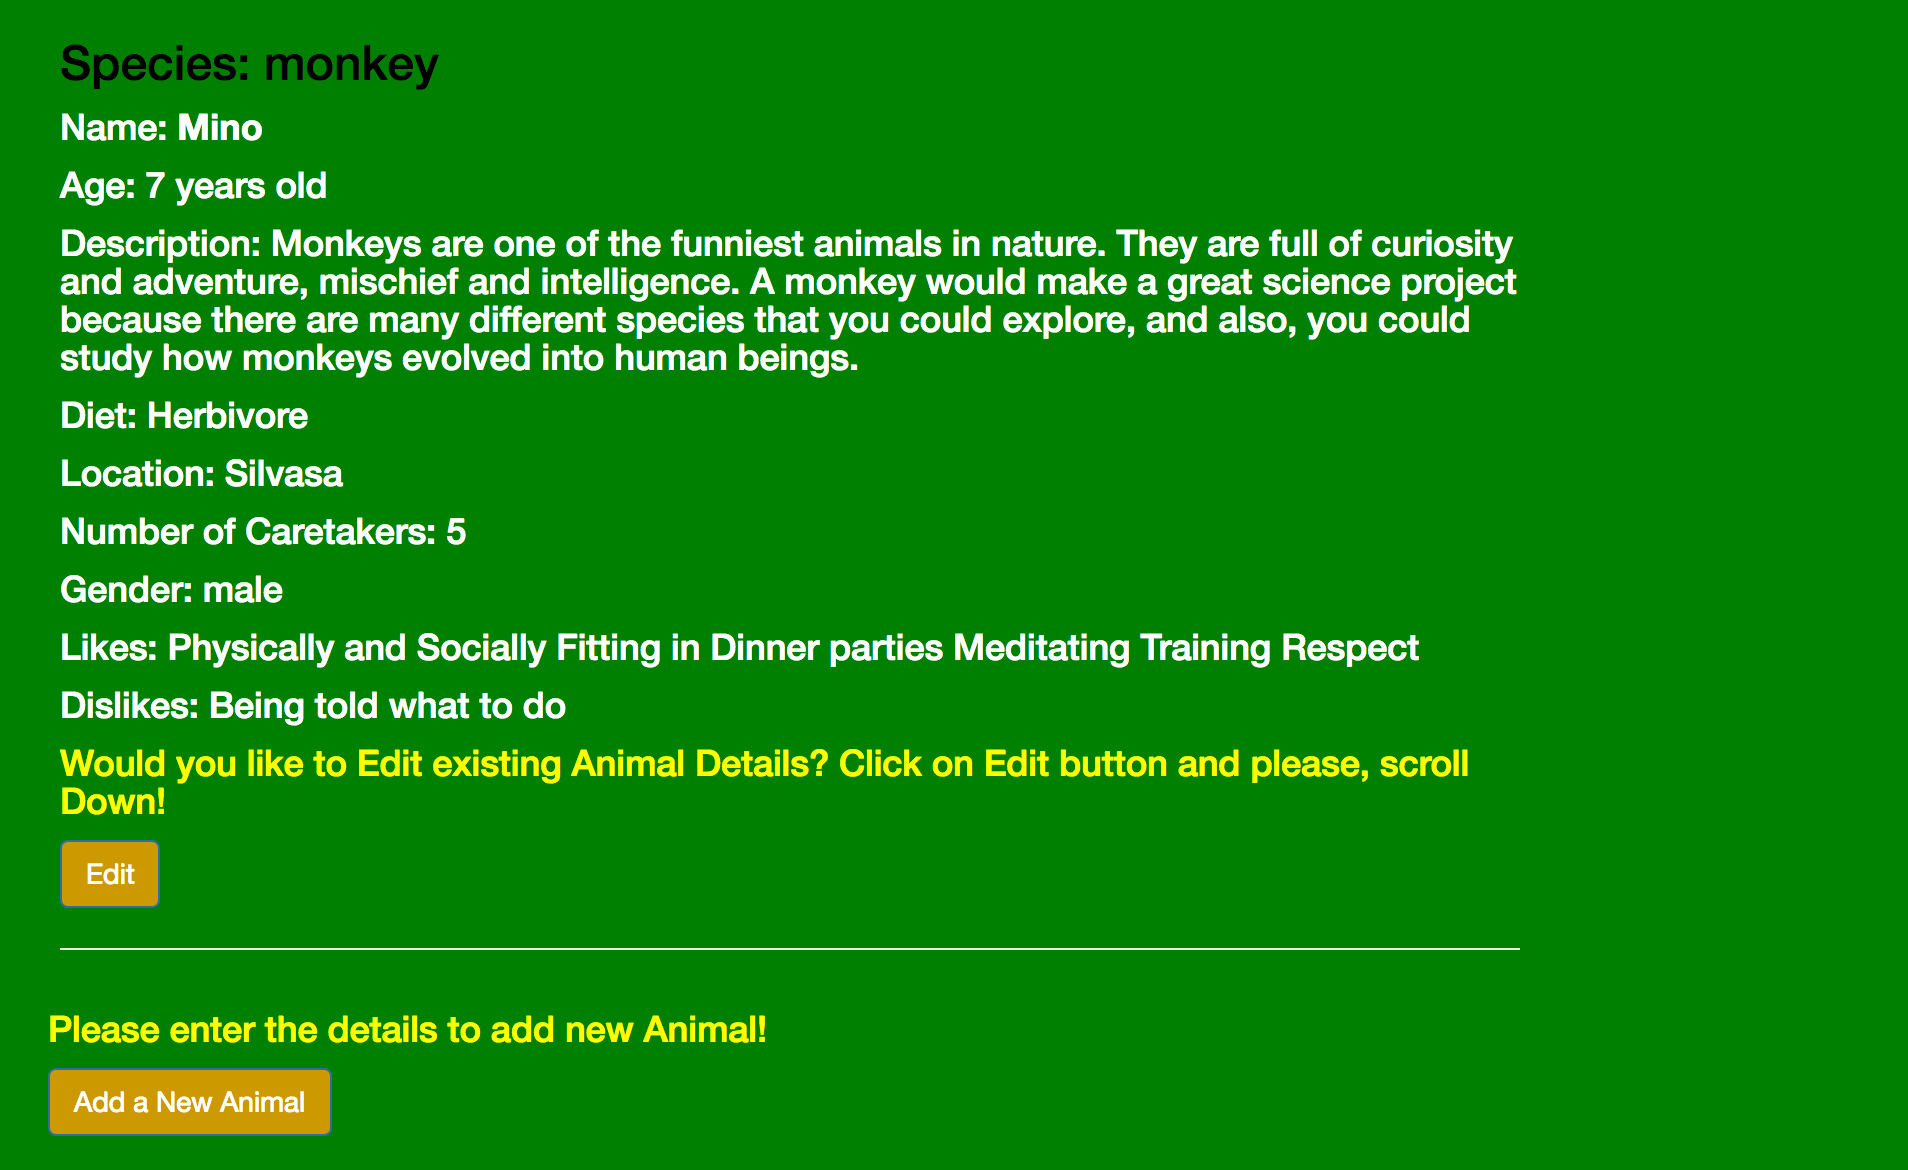 Species: monkey
Name: Mino
Age: 7 years old
Description: Monkeys are one of the funniest animals in nature. They are full of curiosity
and adventure, mischief and intelligence. A monkey would make a great science project
because there are many different species that you could explore, and also, you could
study how monkeys evolved into human beings.
Diet: Herbivore
Location: Silvasa
Number of Caretakers: 5
Gender: male
Likes: Physically and Socially Fitting in Dinner parties Meditating Training Respect
Dislikes: Being told what to do
Would you like to Edit existing Animal Details? Click on Edit button and please, scroll
Down!
Edit
Please enter the details to add new Animal!
Add a New Animal